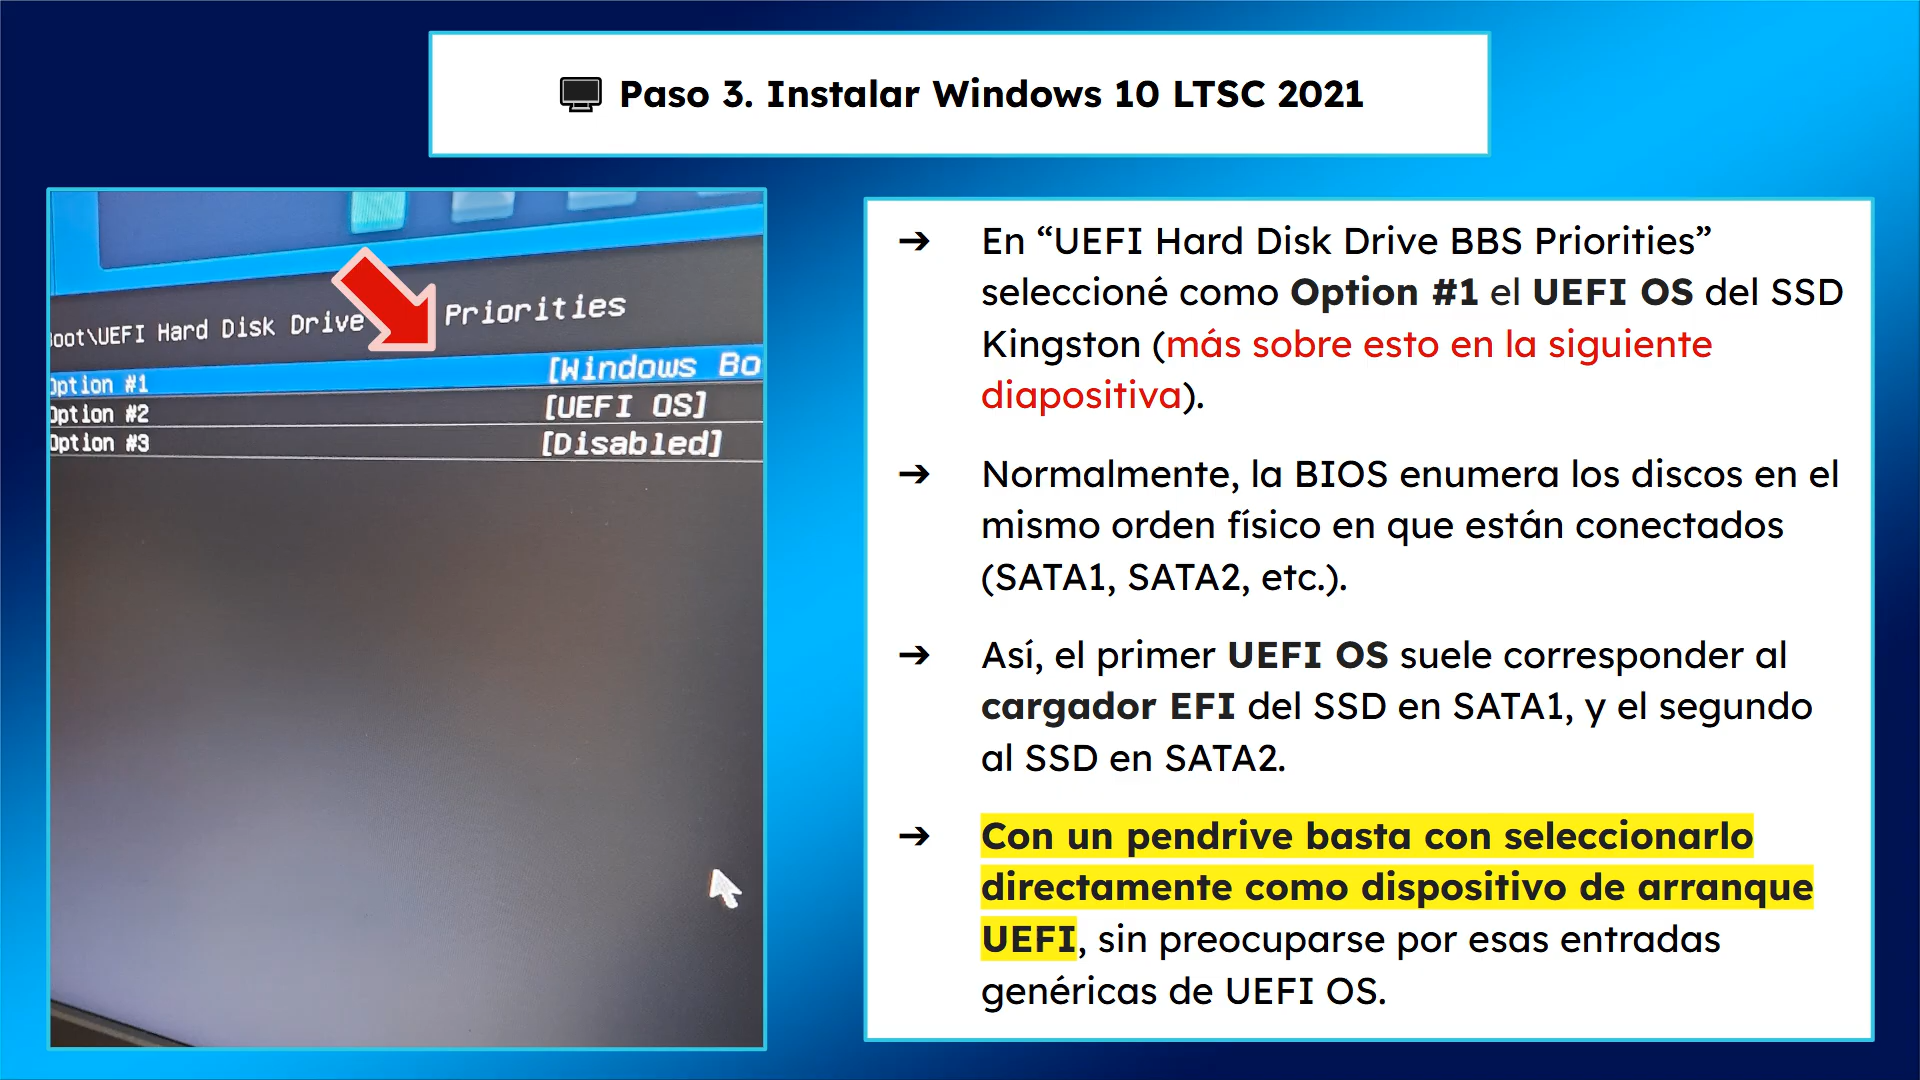 Paso 3. Instalar Windows 10 LTSC 2021
Boot\UEFI Hard Disk Drive Priorities
Option #1 [Windows Bo
Option #2 [UEFI OS]
Option #3 [Disabled]
➔ En “UEFI Hard Disk Drive BBS Priorities”
seleccioné como Option #1 el UEFI OS del SSD
Kingston (más sobre esto en la siguiente
diapositiva).
➔ Normalmente, la BIOS enumera los discos en el
mismo orden físico en que están conectados
(SATA1, SATA2, etc.).
➔ Así, el primer UEFI OS suele corresponder al
cargador EFI del SSD en SATA1, y el segundo
al SSD en SATA2.
➔ Con un pendrive basta con seleccionarlo
directamente como dispositivo de arranque
UEFI, sin preocuparse por esas entradas
genéricas de UEFI OS.